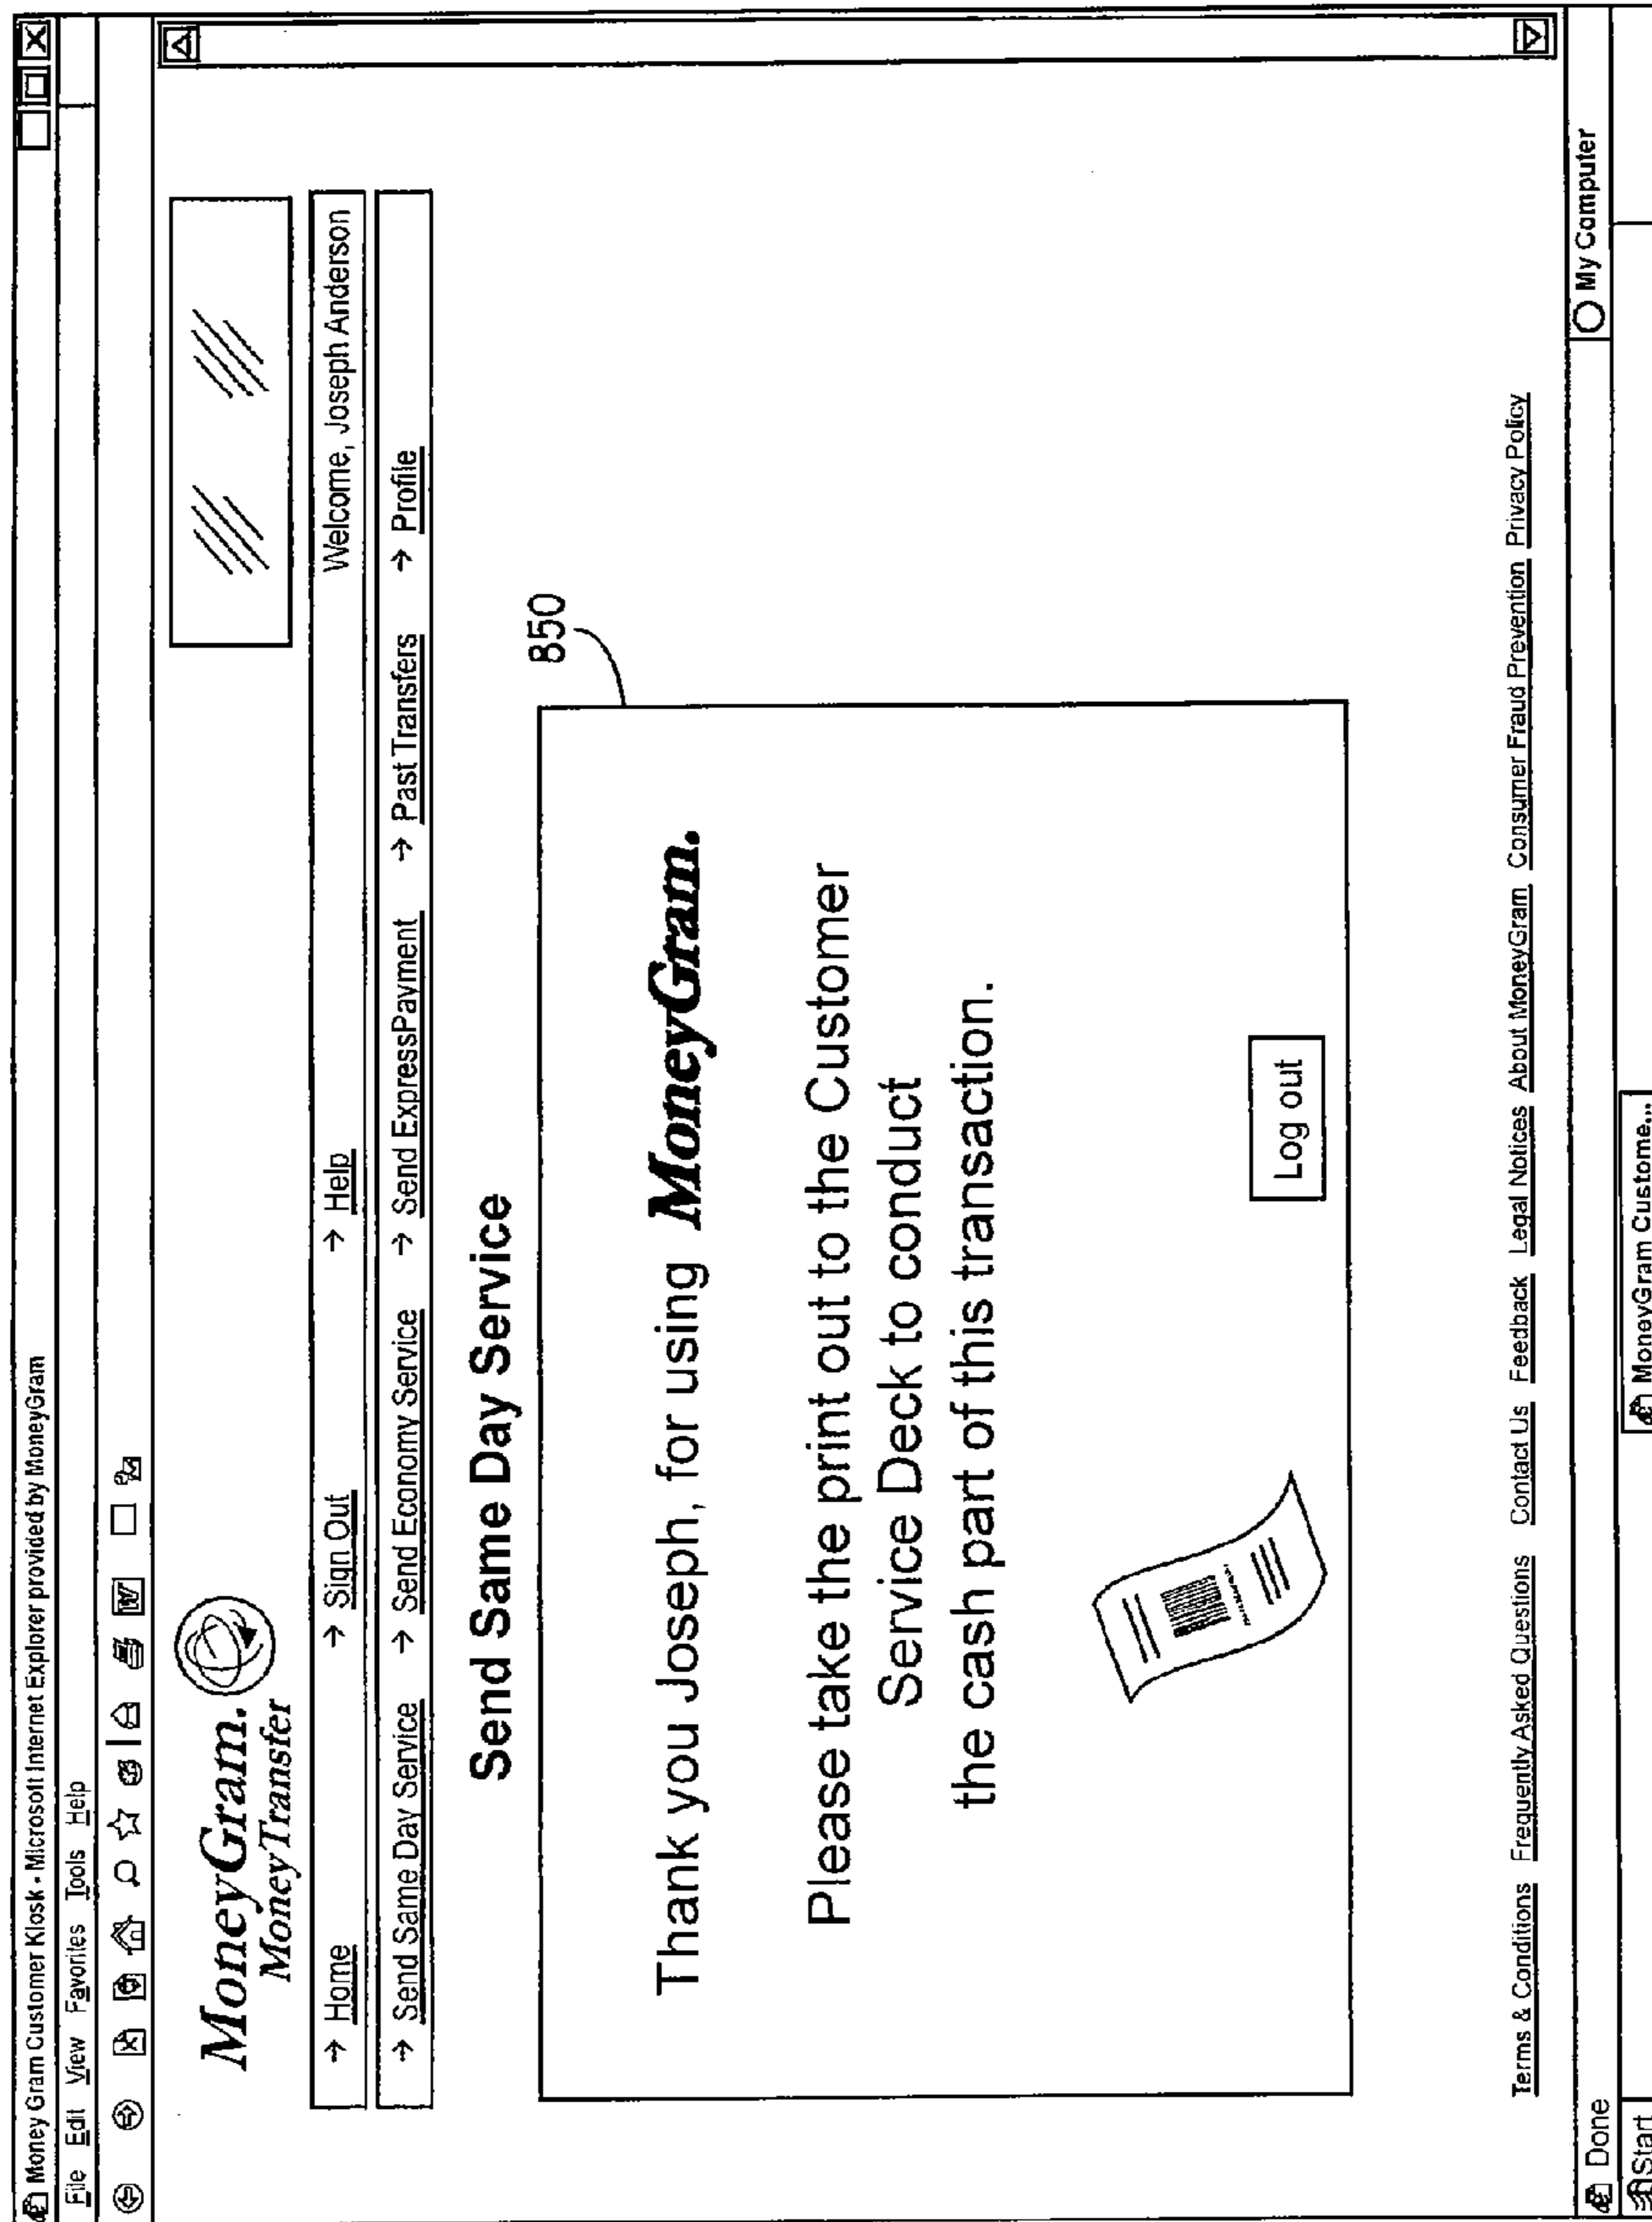 Money Gram Customer Kiosk - Microsoft Internet Explorer provided by MoneyGram
File Edit View Favorites Tools Help
MoneyGram.
MoneyTransfer
→ Home → Sign Out → Help Welcome, Joseph Anderson
→ Send Same Day Service → Send Economy Service → Send ExpressPayment → Past Transfers → Profile
Send Same Day Service
850
Thank you Joseph, for using MoneyGram.
Please take the print out to the Customer
Service Deck to conduct
the cash part of this transaction.
Log out
Terms & Conditions Frequently Asked Questions Contact Us Feedback Legal Notices About MoneyGram Consumer Fraud Prevention Privacy Policy
Done My Computer
Start MoneyGram Custome...